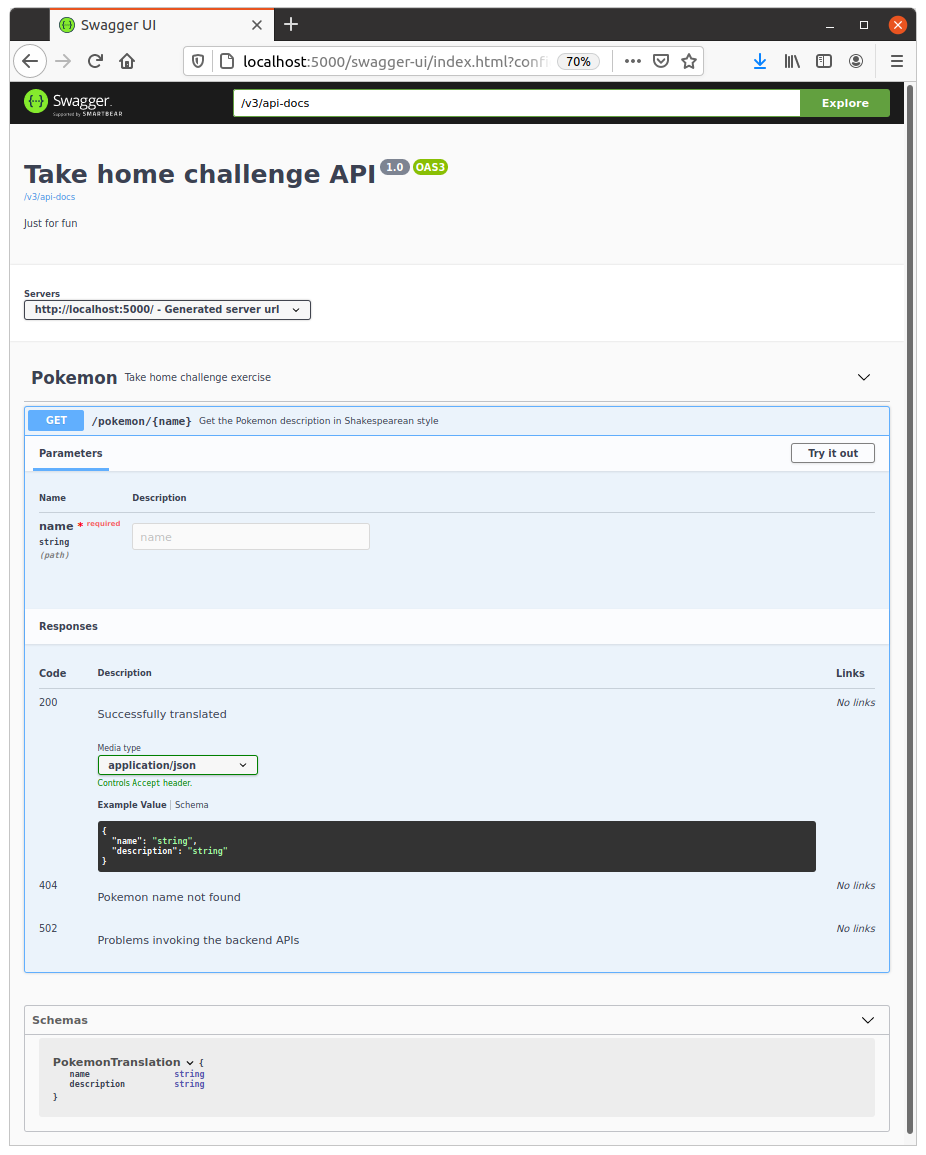 Swagger UI
localhost:5000/swagger-ui/index.html?confi
70%
Swagger.
Supported by SMARTBEAR
/v3/api-docs
Explore
Take home challenge API 1.0 OAS3
/v3/api-docs
Just for fun
Servers
http://localhost:5000/ - Generated server url
Pokemon Take home challenge exercise
GET /pokemon/{name} Get the Pokemon description in Shakespearean style
Parameters
Try it out
Name Description
name * required
string
(path)
name
Responses
Code Description Links
200 No links
Successfully translated
Media type
application/json
Controls Accept header.
Example Value | Schema
{
"name": "string",
"description": "string"
}
404 No links
Pokemon name not found
502 No links
Problems invoking the backend APIs
Schemas
PokemonTranslation {
name string
description string
}